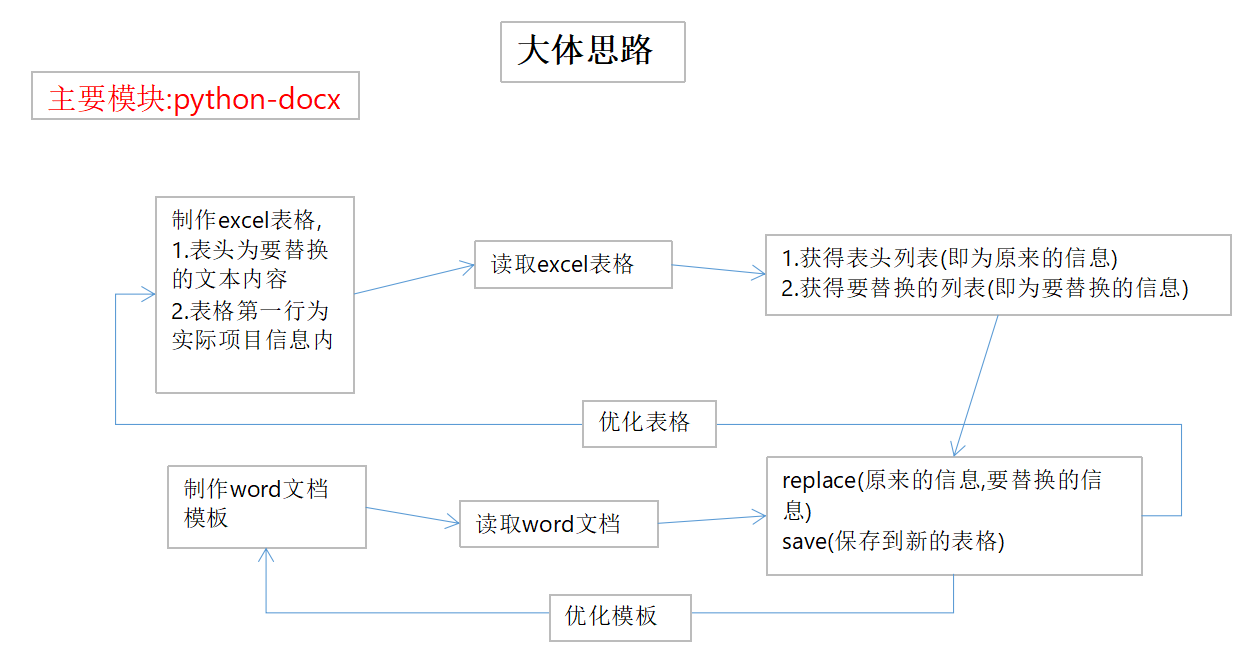 大体思路
主要模块:python-docx
制作excel表格,
1.表头为要替换
的文本内容
2.表格第一行为
实际项目信息内
读取excel表格
1.获得表头列表(即为原来的信息)
2.获得要替换的列表(即为要替换的信息)
优化表格
制作word文档
模板
读取word文档
replace(原来的信息,要替换的信
息)
save(保存到新的表格)
优化模板